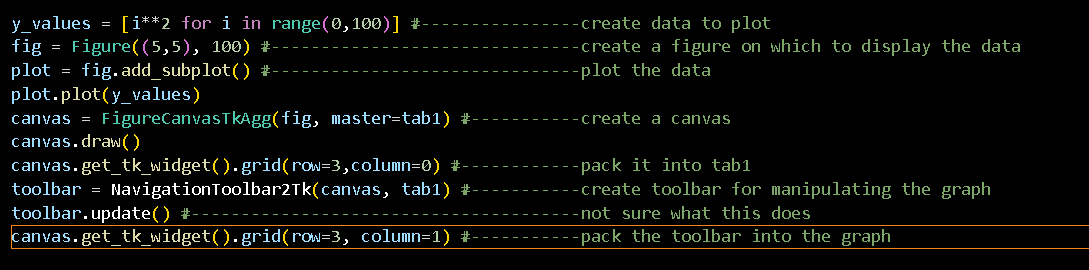 y_values = [i**2 for i in range(0,100)] #----------------create data to plot
fig = Figure((5,5), 100) #-------------------------------create a figure on which to display the data
plot = fig.add_subplot() #-------------------------------plot the data
plot.plot(y_values)
canvas = FigureCanvasTkAgg(fig, master=tab1) #-----------create a canvas
canvas.draw()
canvas.get_tk_widget().grid(row=3,column=0) #------------pack it into tab1
toolbar = NavigationToolbar2Tk(canvas, tab1) #-----------create toolbar for manipulating the graph
toolbar.update() #---------------------------------------not sure what this does
canvas.get_tk_widget().grid(row=3, column=1) #-----------pack the toolbar into the graph